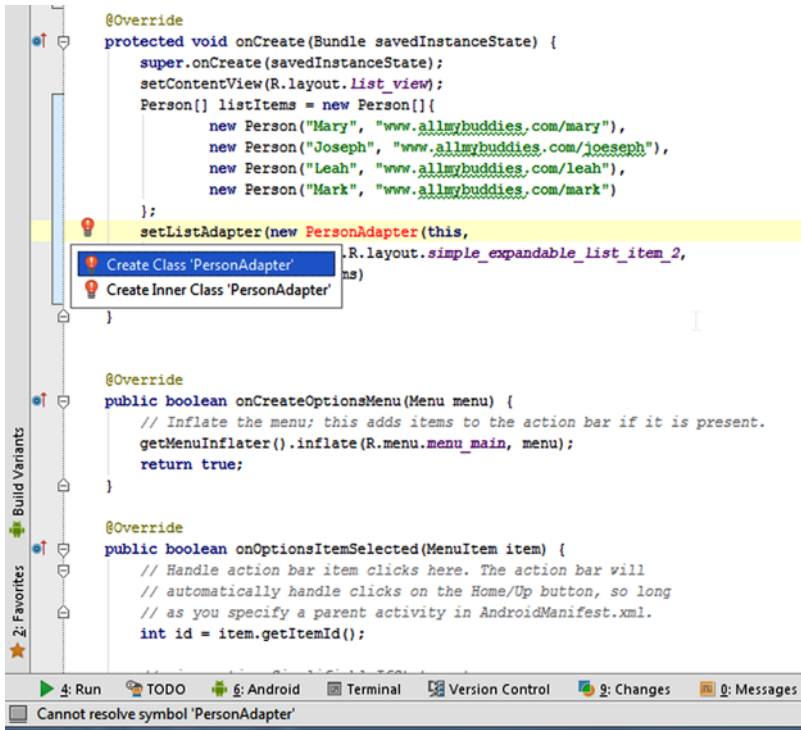 @Override
protected void onCreate(Bundle savedInstanceState) {
super.onCreate(savedInstanceState);
setContentView(R.layout.list_view);
Person[] listItems = new Person[]{
new Person("Mary", "www.allmybuddies.com/mary"),
new Person("Joseph", "www.allmybuddies.com/joeseph"),
new Person("Leah", "www.allmybuddies.com/leah"),
new Person("Mark", "www.allmybuddies.com/mark")
};
setListAdapter(new PersonAdapter(this,
.R.layout.simple_expandable_list_item_2,
Create Class 'PersonAdapter'
ms)
Create Inner Class 'PersonAdapter'
}
@Override
public boolean onCreateOptionsMenu(Menu menu) {
// Inflate the menu; this adds items to the action bar if it is present.
getMenuInflater().inflate(R.menu.menu_main, menu);
return true;
}
@Override
public boolean onOptionsItemSelected(MenuItem item) {
// Handle action bar item clicks here. The action bar will
// automatically handle clicks on the Home/Up button, so long
// as you specify a parent activity in AndroidManifest.xml.
int id = item.getItemId();
Build Variants
2: Favorites
4: Run TODO 6: Android Terminal Version Control 9: Changes 0: Messages
Cannot resolve symbol 'PersonAdapter'